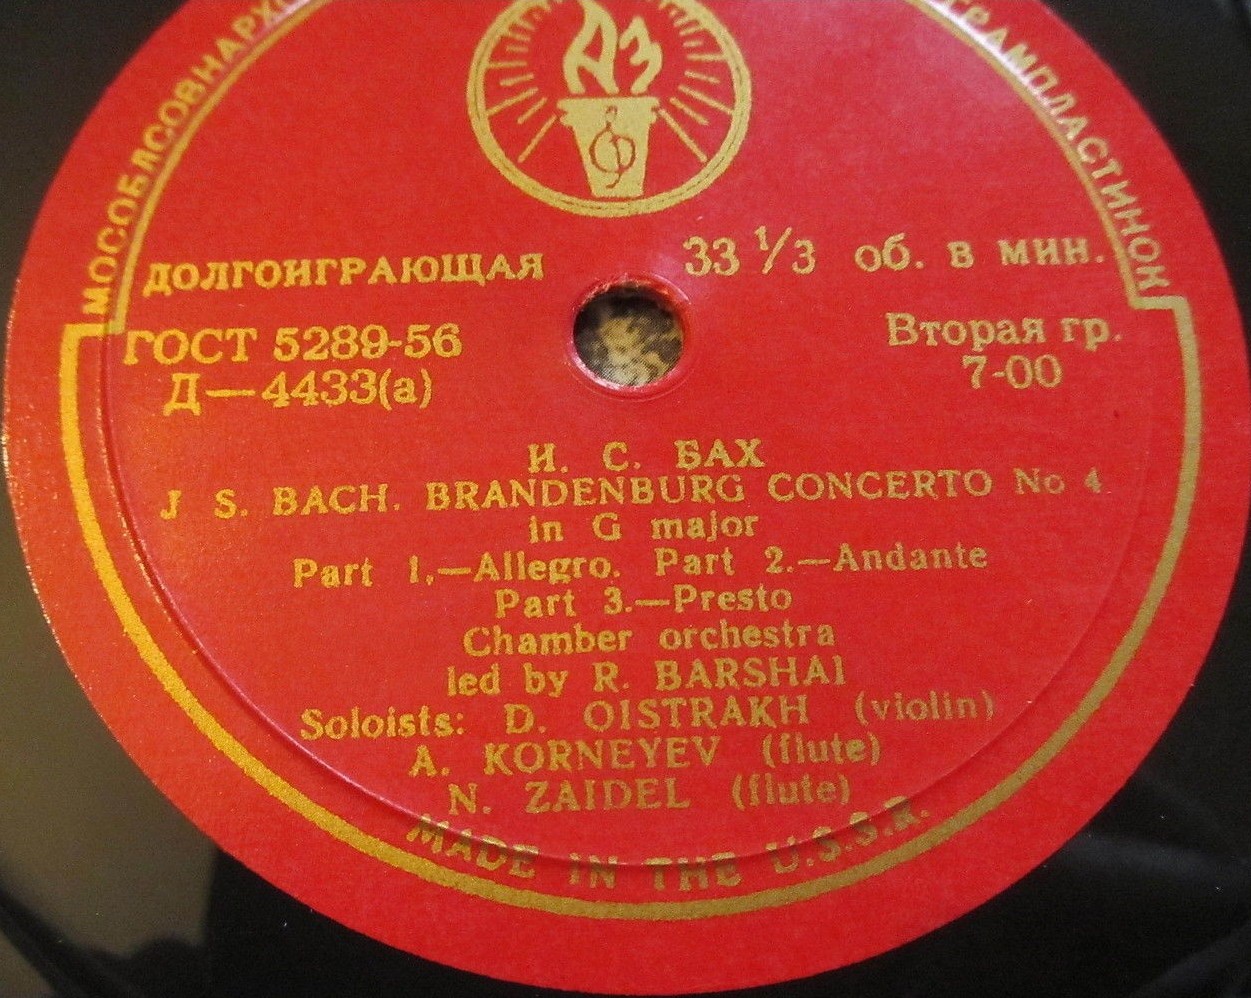 АЗ
ГРАМПЛАСТИНОК
ДОЛГОИГРАЮЩАЯ
33 1/3 об. в мин.
ГОСТ 5289-56
Вторая гр.
Д—4433(а)
7-00
И. С. БАХ
J S. BACH. BRANDENBURG CONCERTO No 4
in G major
Part 1,—Allegro. Part 2.—Andante
Part 3.—Presto
Chamber orchestra
led by R. BARSHAI
Soloists: D. OISTRAKH (violin)
A. KORNEYEV (flute)
N. ZAIDEL (flute)
MADE IN THE U.S.S.R.